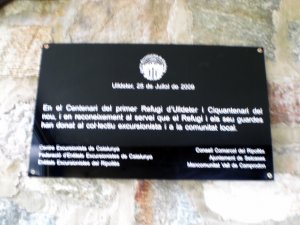 Ulldeter, 25 de Juliol de 2009
En el Centenari del primer Refugi d'Ulldeter i Cinquantenari del
nou, i en reconeixement al servei que el Refugi i els seu guardes
han donat al col·lectiu excursionista i a la comunitat local.
Centre Excursionista de Catalunya
Federació d'Entitats Excursionistes de Catalunya
Entitats Excursionistes del Ripollès
Consell Comarcal del Ripollès
Ajuntament de Setcases
Mancomunitat Vall de Camprodon